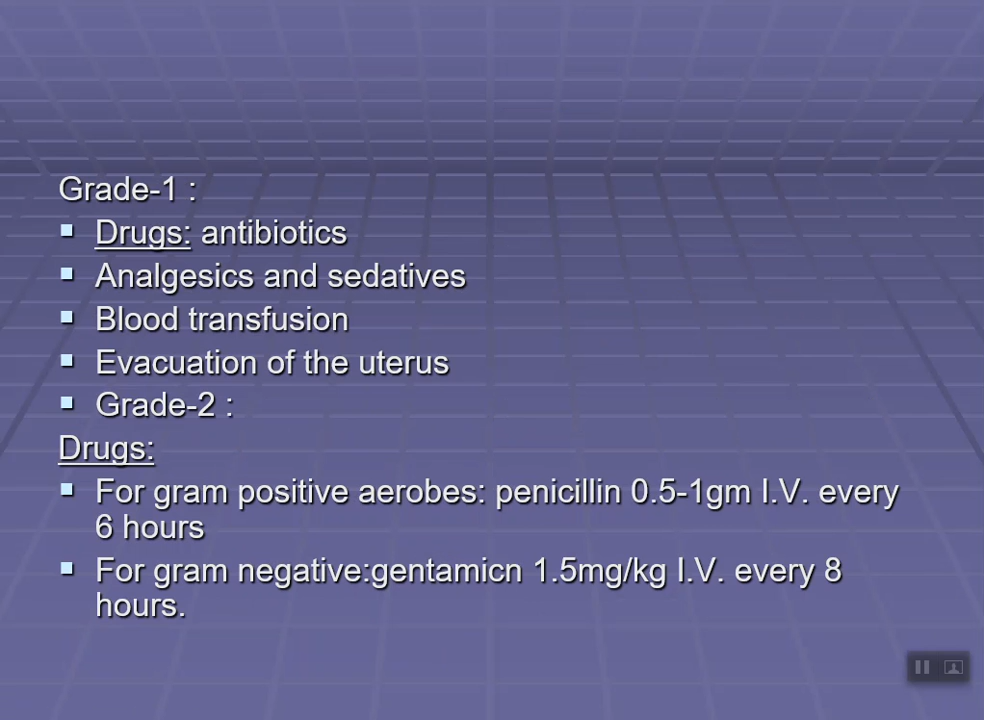 Grade-1 :
Drugs: antibiotics
Analgesics and sedatives
Blood transfusion
Evacuation of the uterus
Grade-2 :
Drugs:
For gram positive aerobes: penicillin 0.5-1gm I.V. every
6 hours
For gram negative:gentamicn 1.5mg/kg I.V. every 8
hours.